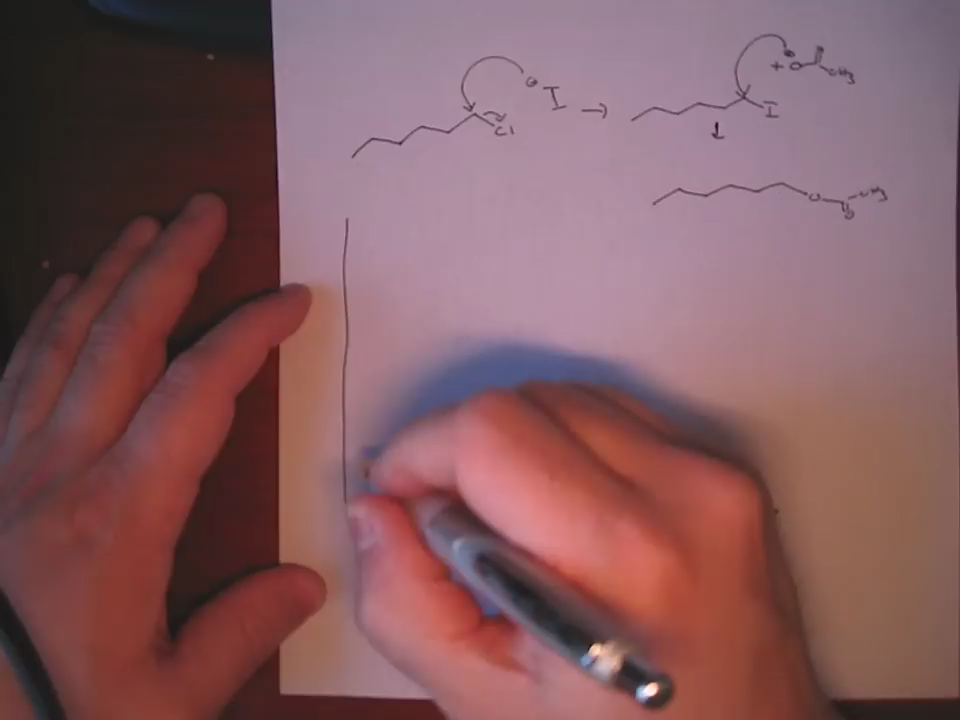 Cl
⊖ I →
I
+ ⊖ O CH3
↓
O O CH3